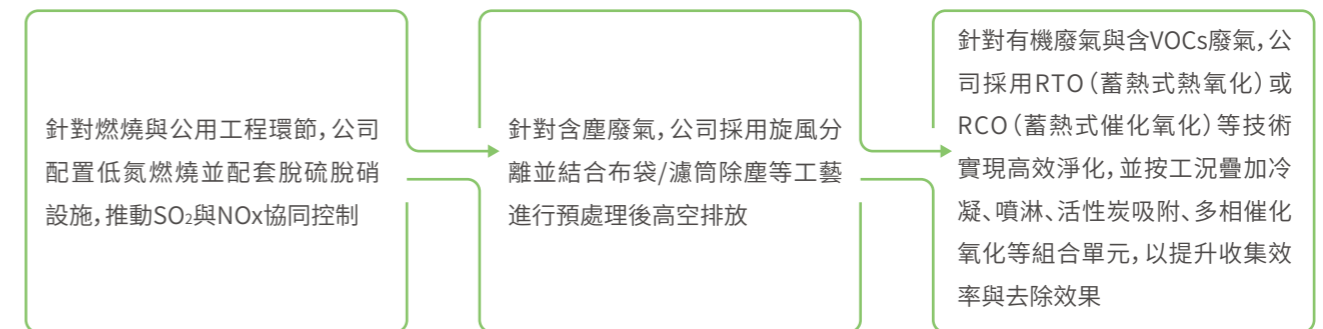 針對燃燒與公用工程環節，公司
配置低氮燃燒並配套脫硫脫硝
設施，推動SO₂與NOx協同控制
針對含塵廢氣，公司採用旋風分
離並結合布袋/濾筒除塵等工藝
進行預處理後高空排放
針對有機廢氣與含VOCs廢氣，公
司採用RTO（蓄熱式熱氧化）或
RCO（蓄熱式催化氧化）等技術
實現高效淨化，並按工況疊加冷
凝、噴淋、活性炭吸附、多相催化
氧化等組合單元，以提升收集效
率與去除效果